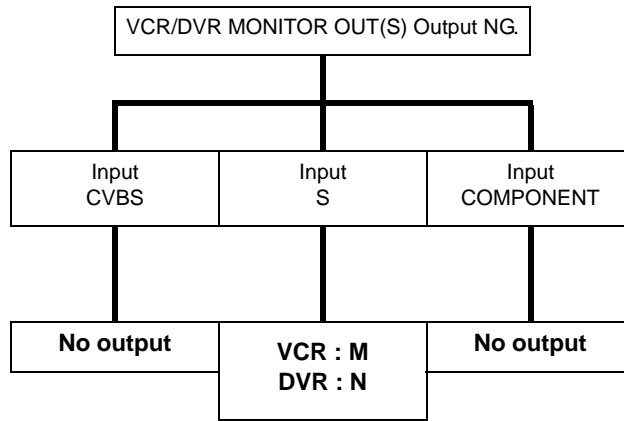 VCR/DVR MONITOR OUT(S) Output NG.
Input
CVBS
Input
S
Input
COMPONENT
No output
VCR : M
DVR : N
No output